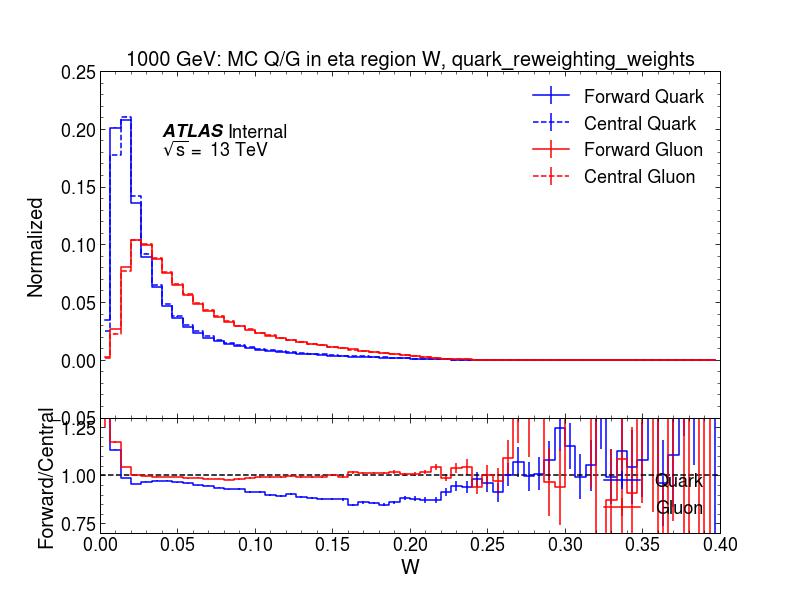 1000 GeV: MC Q/G in eta region W, quark_reweighting_weights
0.25
0.20
0.15
0.10
0.05
0.00
Normalized
ATLAS Internal
√s = 13 TeV
Forward Quark
Central Quark
Forward Gluon
Central Gluon
0.05
1.25
1.00
0.75
Forward/Central
Quark
Gluon
0.00 0.05 0.10 0.15 0.20 0.25 0.30 0.35 0.40
W